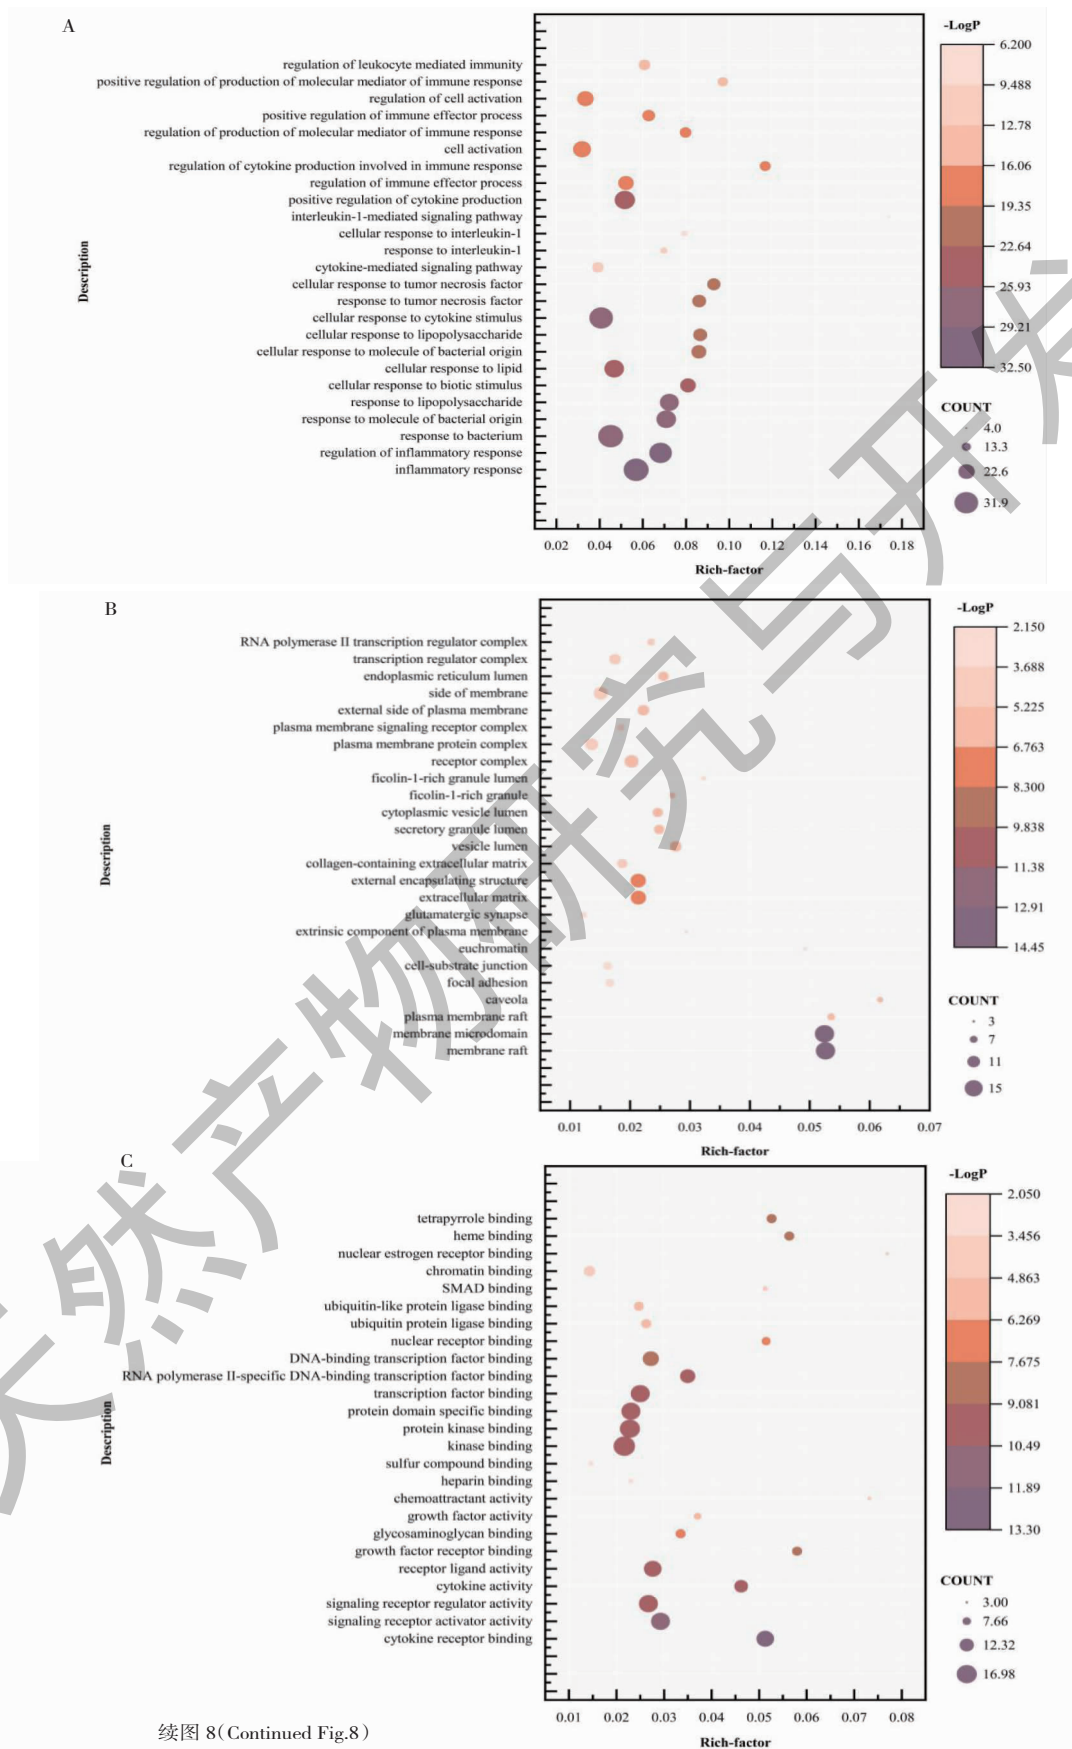 A
-LogP
6.200
9.488
12.78
16.06
19.35
22.64
25.93
29.21
32.50
COUNT
4.0
13.3
22.6
31.9
Description
regulation of leukocyte mediated immunity
positive regulation of production of molecular mediator of immune response
regulation of cell activation
positive regulation of immune effector process
regulation of production of molecular mediator of immune response
cell activation
regulation of cytokine production involved in immune response
regulation of immune effector process
positive regulation of cytokine production
interleukin-1-mediated signaling pathway
cellular response to interleukin-1
response to interleukin-1
cytokine-mediated signaling pathway
cellular response to tumor necrosis factor
response to tumor necrosis factor
cellular response to cytokine stimulus
cellular response to lipopolysaccharide
cellular response to molecule of bacterial origin
cellular response to lipid
cellular response to biotic stimulus
response to lipopolysaccharide
response to molecule of bacterial origin
response to bacterium
regulation of inflammatory response
inflammatory response
0.02 0.04 0.06 0.08 0.10 0.12 0.14 0.16 0.18
Rich-factor
B
-LogP
2.150
3.688
5.225
6.763
8.300
9.838
11.38
12.91
14.45
COUNT
3
7
11
15
Description
RNA polymerase II transcription regulator complex
transcription regulator complex
endoplasmic reticulum lumen
side of membrane
external side of plasma membrane
plasma membrane signaling receptor complex
plasma membrane protein complex
receptor complex
ficolin-1-rich granule lumen
ficolin-1-rich granule
cytoplasmic vesicle lumen
secretory granule lumen
vesicle lumen
collagen-containing extracellular matrix
external encapsulating structure
extracellular matrix
glutamatergic synapse
extrinsic component of plasma membrane
euchromatin
cell-substrate junction
focal adhesion
caveola
plasma membrane raft
membrane microdomain
membrane raft
0.01 0.02 0.03 0.04 0.05 0.06 0.07
Rich-factor
C
-LogP
2.050
3.456
4.863
6.269
7.675
9.081
10.49
11.89
13.30
COUNT
3.00
7.66
12.32
16.98
Description
tetrapyrrole binding
heme binding
nuclear estrogen receptor binding
chromatin binding
SMAD binding
ubiquitin-like protein ligase binding
ubiquitin protein ligase binding
nuclear receptor binding
DNA-binding transcription factor binding
RNA polymerase II-specific DNA-binding transcription factor binding
transcription factor binding
protein domain specific binding
protein kinase binding
kinase binding
sulfur compound binding
heparin binding
chemoattractant activity
growth factor activity
glycosaminoglycan binding
growth factor receptor binding
receptor ligand activity
cytokine activity
signaling receptor regulator activity
signaling receptor activator activity
cytokine receptor binding
0.01 0.02 0.03 0.04 0.05 0.06 0.07 0.08
Rich-factor
续图 8(Continued Fig.8)
天然产物研究与开发